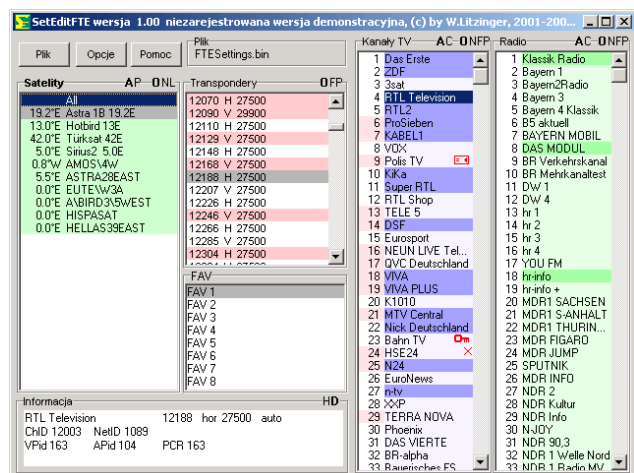 SetEditFTE wersja 1.00 niezarejestrowana wersja demonstracyjna, (c) by W.Litzinger, 2001-200...
Plik
Opcje
Pomoc
Plik
FTESettings.bin
Satelity AP ONL
All
19.2°E Astra 1B 19.2E
13.0°E Hotbird 13E
42.0°E Türksat 42E
5.0°E Sirius2 5.0E
0.8°W AMOS\4W
5.5°E ASTRA28EAST
0.0°E EUTE\W3A
0.0°E A\BIRD3\5WEST
0.0°E HISPASAT
0.0°E HELLAS39EAST
Transpondery OFP
12070 H 27500
12090 V 29900
12110 H 27500
12129 V 27500
12148 H 27500
12168 V 27500
12188 H 27500
12207 V 27500
12226 H 27500
12246 V 27500
12266 H 27500
12285 V 27500
12304 H 27500
FAV
FAV 1
FAV 2
FAV 3
FAV 4
FAV 5
FAV 6
FAV 7
FAV 8
Kanały TV AC ONFP
1 Das Erste
2 ZDF
3 3sat
4 RTL Television
5 RTL2
6 ProSieben
7 KABEL1
8 VOX
9 Polis TV
10 KiKa
11 Super RTL
12 RTL Shop
13 TELE 5
14 DSF
15 Eurosport
16 NEUN LIVE Tel...
17 QVC Deutschland
18 VIVA
19 VIVA PLUS
20 K1010
21 MTV Central
22 Nick Deutschland
23 Bahn TV
24 HSE24
25 N24
26 EuroNews
27 n-tv
28 XXP
29 TERRA NOVA
30 Phoenix
31 DAS VIERTE
32 BR-alpha
33 Bayerisches FS
Radio AC ONFP
1 Klassik Radio
2 Bayern 1
3 Bayern2Radio
4 Bayern 3
5 Bayern 4 Klassik
6 B5 aktuell
7 BAYERN MOBIL
8 DAS MODUL
9 BR Verkehrskanal
10 BR Mehrkanaltest
11 DW 1
12 DW 4
13 hr 1
14 hr 2
15 hr 3
16 hr 4
17 YOU FM
18 hr-info
19 hr-info +
20 MDR1 SACHSEN
21 MDR1 S-ANHALT
22 MDR1 THURIN...
23 MDR FIGARO
24 MDR JUMP
25 SPUTNIK
26 MDR INFO
27 NDR 2
28 NDR Kultur
29 NDR Info
30 N-JOY
31 NDR 90,3
32 NDR 1 Welle Nord
33 NDR 1 Radio MV
Informacja HD
RTL Television 12188 hor 27500 auto
ChID 12003 NetID 1089
VPid 163 APid 104 PCR 163